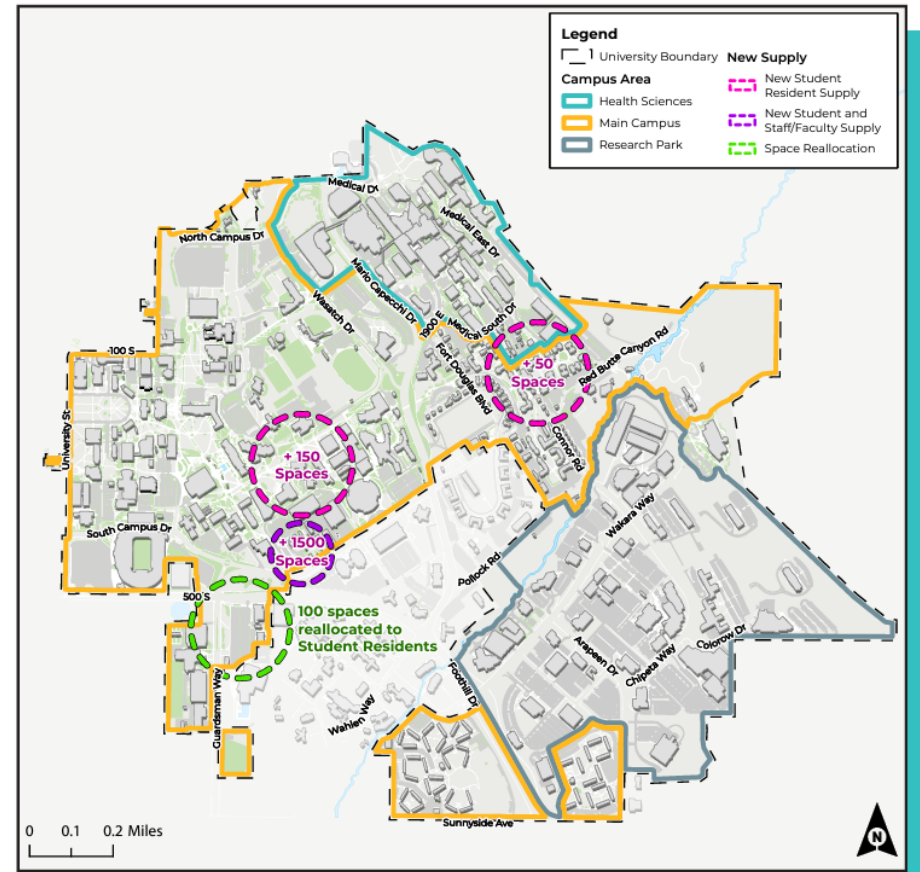 Legend
University Boundary
Campus Area
Health Sciences
Main Campus
Research Park
New Supply
New Student
Resident Supply
New Student and
Staff/Faculty Supply
Space Reallocation
Medical Dr
North Campus Dr
Medical East Dr
Mario Capecchi Dr
Wasatch Dr
1900 E
Medical South Dr
100 S
Fort Douglas Blvd
Red Butte Canyon Rd
+ 50
Spaces
University St
Connor Rd
+ 150
Spaces
Wakara Way
South Campus Dr
+ 1500
Spaces
Pollock Rd
500 S
100 spaces
reallocated to
Student Residents
Arapeen Dr
Chipeta Way
Colorow Dr
Guardsman Way
Foothill Dr
Wahlen Way
Sunnyside Ave
0 0.1 0.2 Miles
N